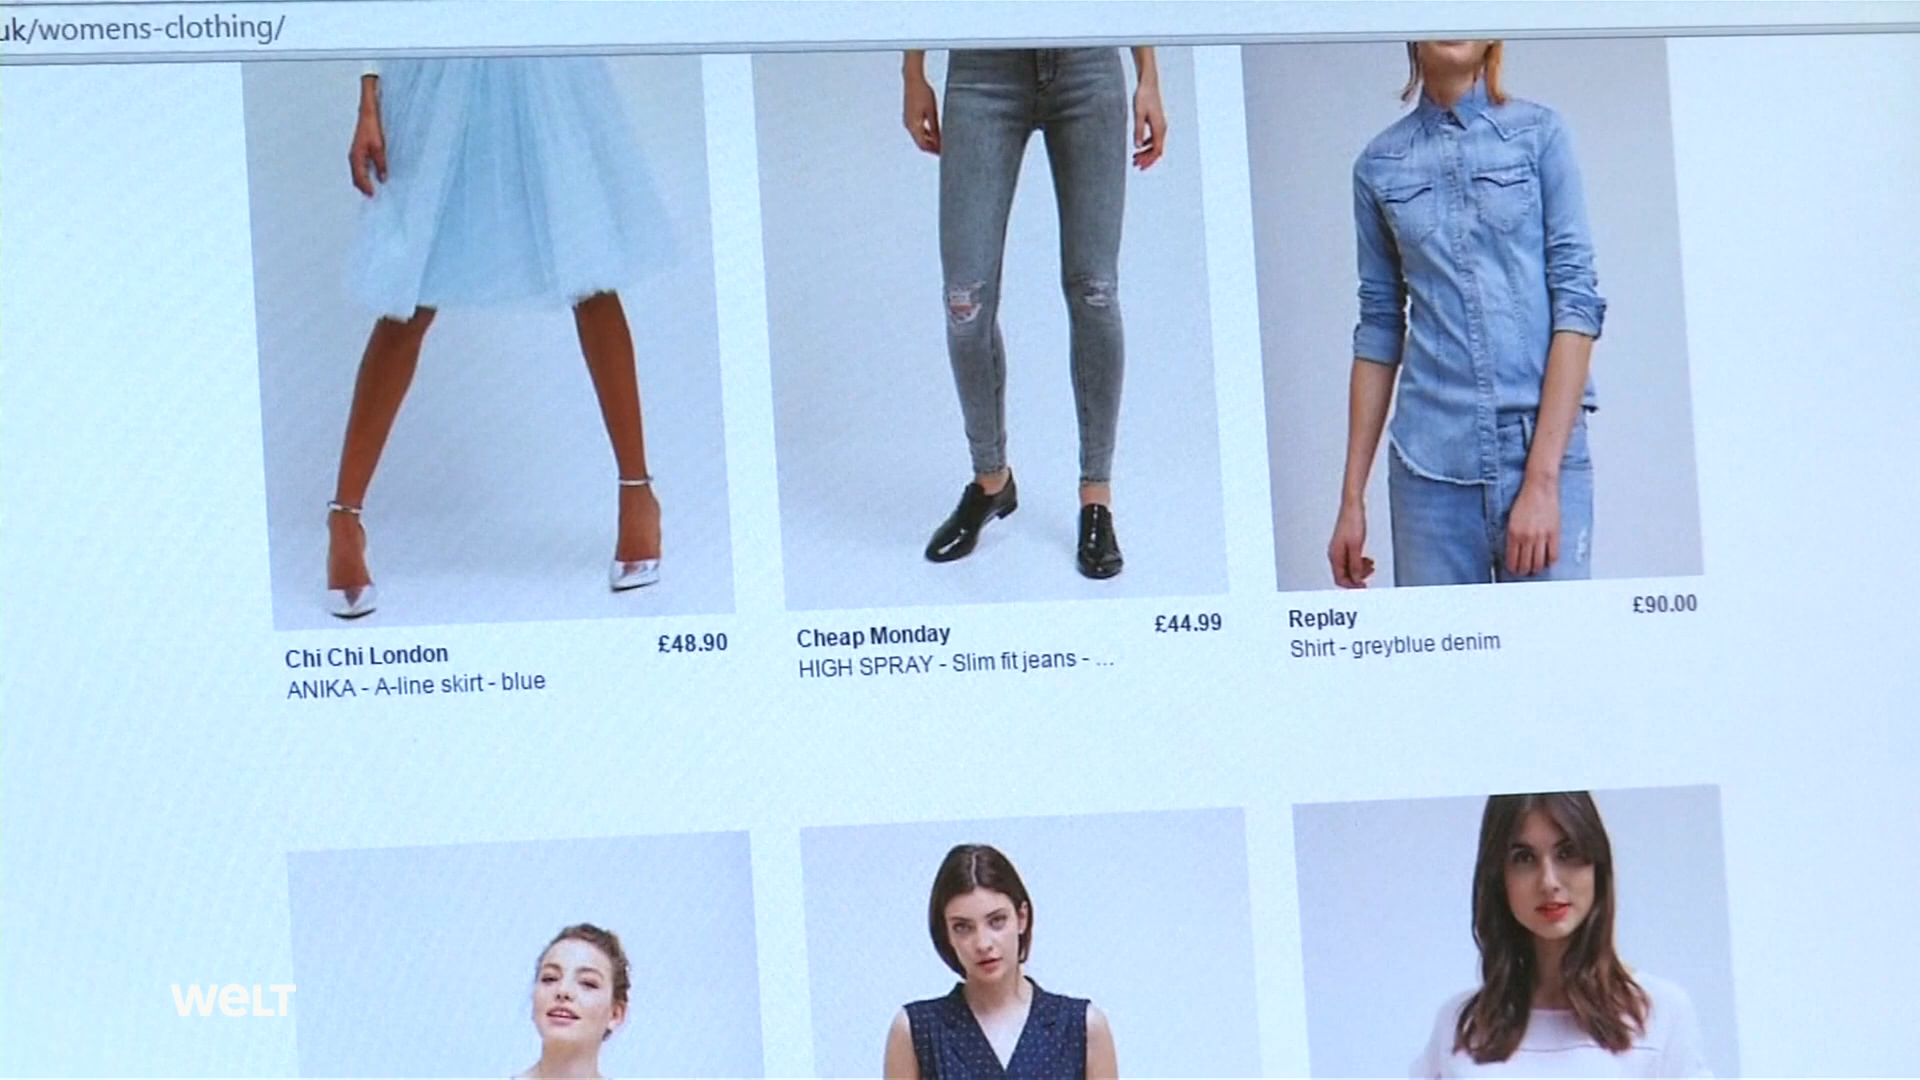 uk/womens-clothing/
Chi Chi London
£48.90
ANIKA - A-line skirt - blue
Cheap Monday
£44.99
HIGH SPRAY - Slim fit jeans - ...
Replay
£90.00
Shirt - greyblue denim
WELT